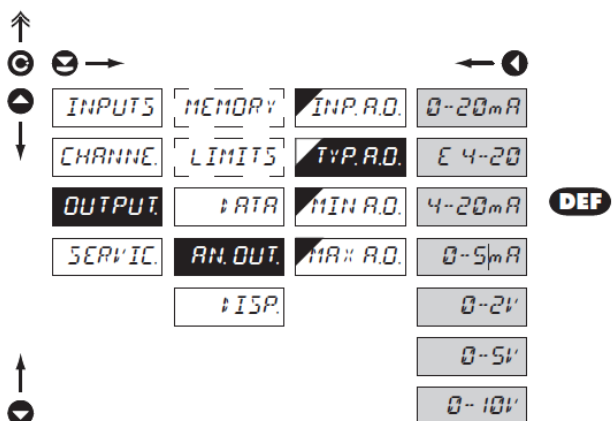 INPUTS MEMORY INP. A.O. 0-20mA
CHANNE. LIMITS TYP. A.O. E 4-20
OUTPUT. DATA MIN A.O. 4-20mA DEF
SERVIC. AN. OUT. MAX A.O. 0-5mA
DISP. 0-2V
0-5V
0-10V